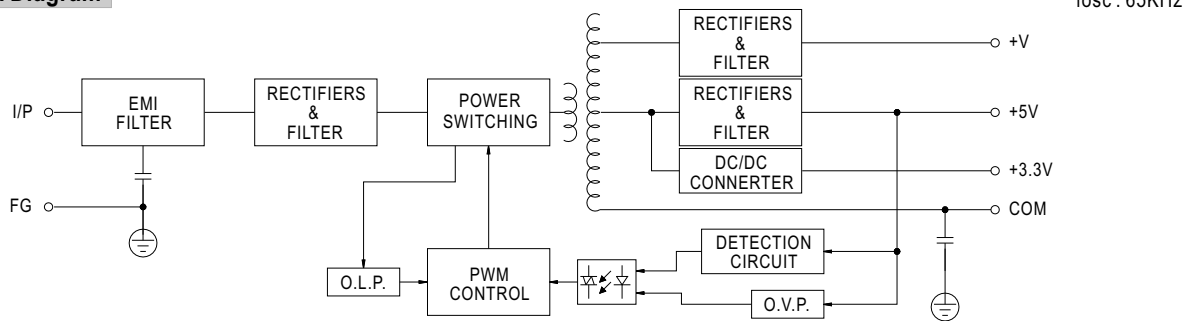 Diagram
fosc : 65KHz
RECTIFIERS
&
FILTER
+V
I/P
EMI
FILTER
RECTIFIERS
&
FILTER
POWER
SWITCHING
RECTIFIERS
&
FILTER
+5V
DC/DC
CONNERTER
+3.3V
FG
COM
DETECTION
CIRCUIT
O.L.P.
PWM
CONTROL
O.V.P.